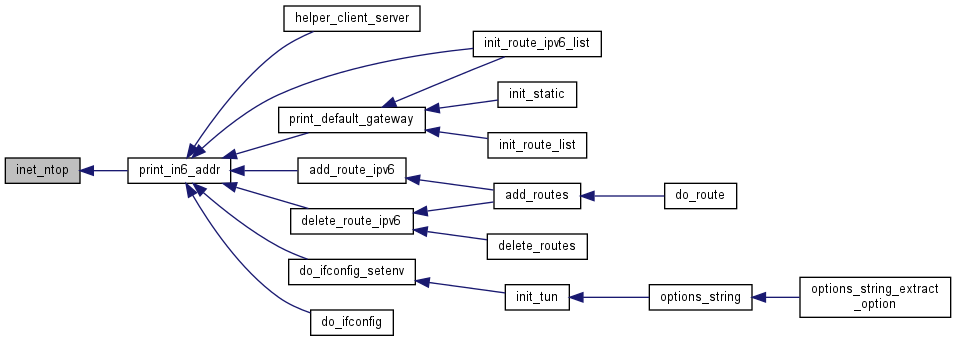 helper_client_server
init_route_ipv6_list
init_static
print_default_gateway
init_route_list
inet_ntop
print_in6_addr
add_route_ipv6
add_routes
do_route
delete_route_ipv6
delete_routes
do_ifconfig_setenv
init_tun
options_string
options_string_extract
_option
do_ifconfig